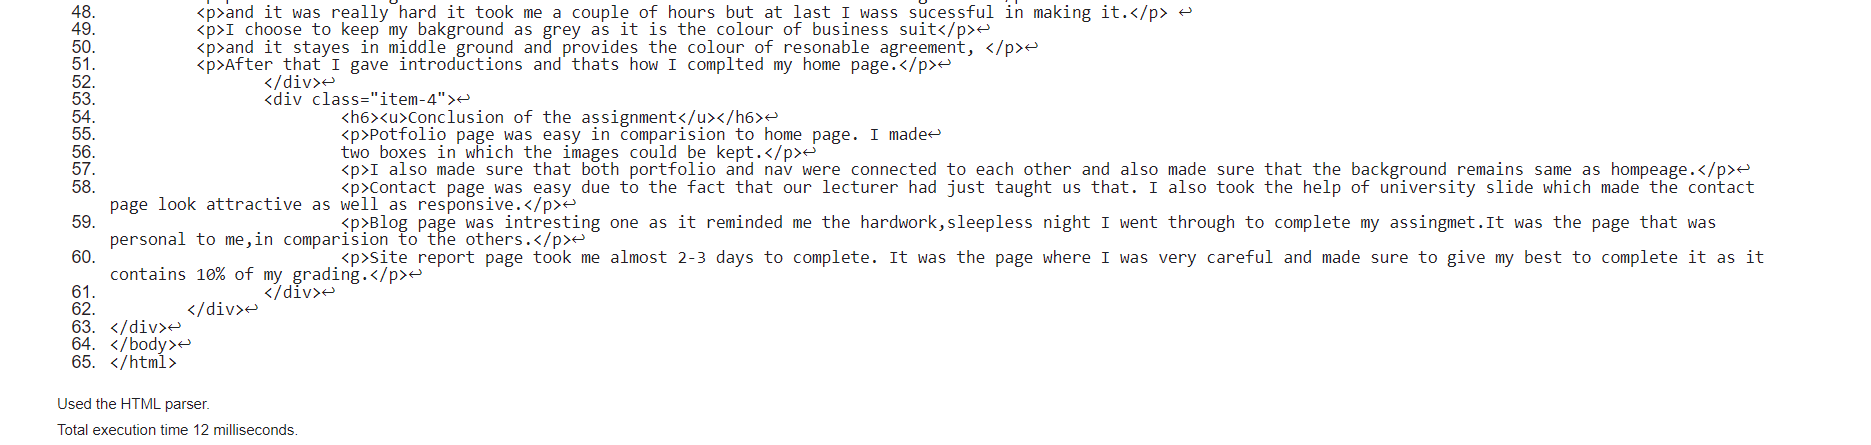 48. <p>and it was really hard it took me a couple of hours but at last I wass sucessful in making it.</p> ↩
49. <p>I choose to keep my bakground as grey as it is the colour of business suit</p>↩
50. <p>and it stayes in middle ground and provides the colour of resonable agreement, </p>↩
51. <p>After that I gave introductions and thats how I complted my home page.</p>↩
52. </div>↩
53. <div class="item-4">↩
54. <h6><u>Conclusion of the assignment</u></h6>↩
55. <p>Potfolio page was easy in comparision to home page. I made↩
56. two boxes in which the images could be kept.</p>↩
57. <p>I also made sure that both portfolio and nav were connected to each other and also made sure that the background remains same as hompeage.</p>↩
58. <p>Contact page was easy due to the fact that our lecturer had just taught us that. I also took the help of university slide which made the contact
page look attractive as well as responsive.</p>↩
59. <p>Blog page was intresting one as it reminded me the hardwork,sleepless night I went through to complete my assingmet.It was the page that was
personal to me,in comparision to the others.</p>↩
60. <p>Site report page took me almost 2-3 days to complete. It was the page where I was very careful and made sure to give my best to complete it as it
contains 10% of my grading.</p>↩
61. </div>↩
62. </div>↩
63. </div>↩
64. </body>↩
65. </html>
Used the HTML parser.
Total execution time 12 milliseconds.